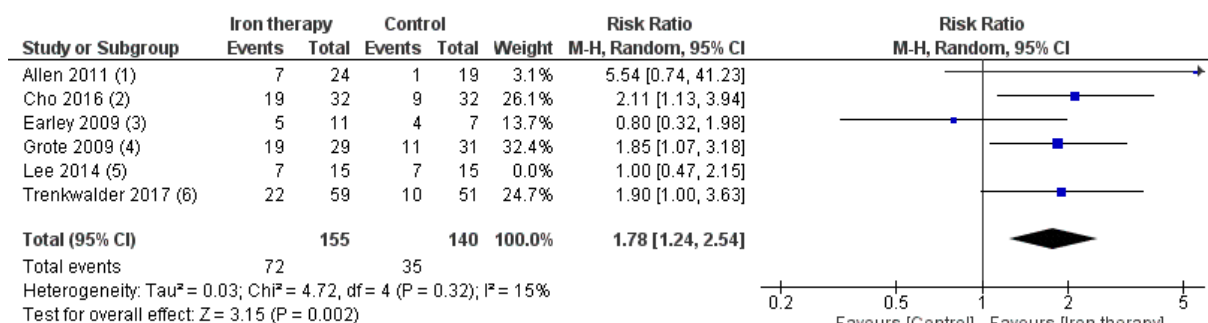 Iron therapy Control Risk Ratio Risk Ratio
Study or Subgroup Events Total Events Total Weight M-H, Random, 95% CI M-H, Random, 95% CI
Allen 2011 (1) 7 24 1 19 3.1% 5.54 [0.74, 41.23]
Cho 2016 (2) 19 32 9 32 26.1% 2.11 [1.13, 3.94]
Earley 2009 (3) 5 11 4 7 13.7% 0.80 [0.32, 1.98]
Grote 2009 (4) 19 29 11 31 32.4% 1.85 [1.07, 3.18]
Lee 2014 (5) 7 15 7 15 0.0% 1.00 [0.47, 2.15]
Trenkwalder 2017 (6) 22 59 10 51 24.7% 1.90 [1.00, 3.63]
Total (95% CI) 155 140 100.0% 1.78 [1.24, 2.54]
Total events 72 35
Heterogeneity: Tau² = 0.03; Chi² = 4.72, df = 4 (P = 0.32); I² = 15%
Test for overall effect: Z = 3.15 (P = 0.002)
0.2 0.5 1 2 5
Favours [Control] Favours [Iron therapy]